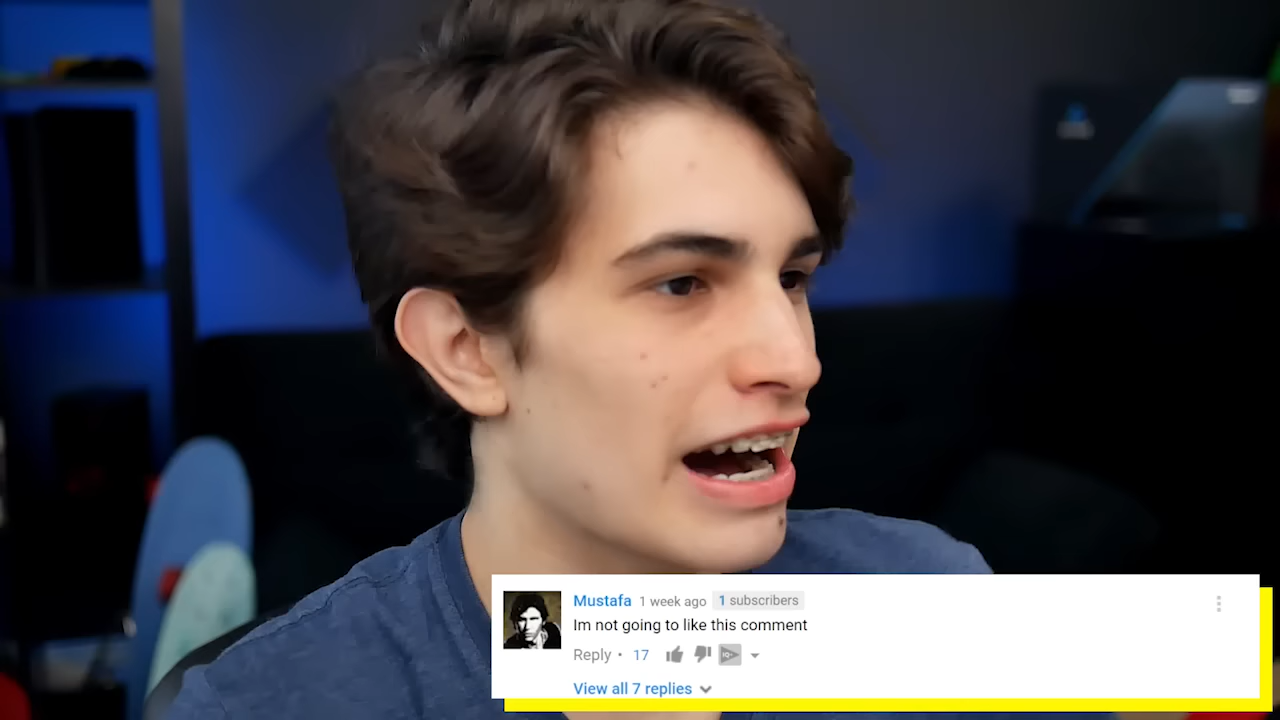 Mustafa 1 week ago 1 subscribers
Im not going to like this comment
Reply • 17
View all 7 replies